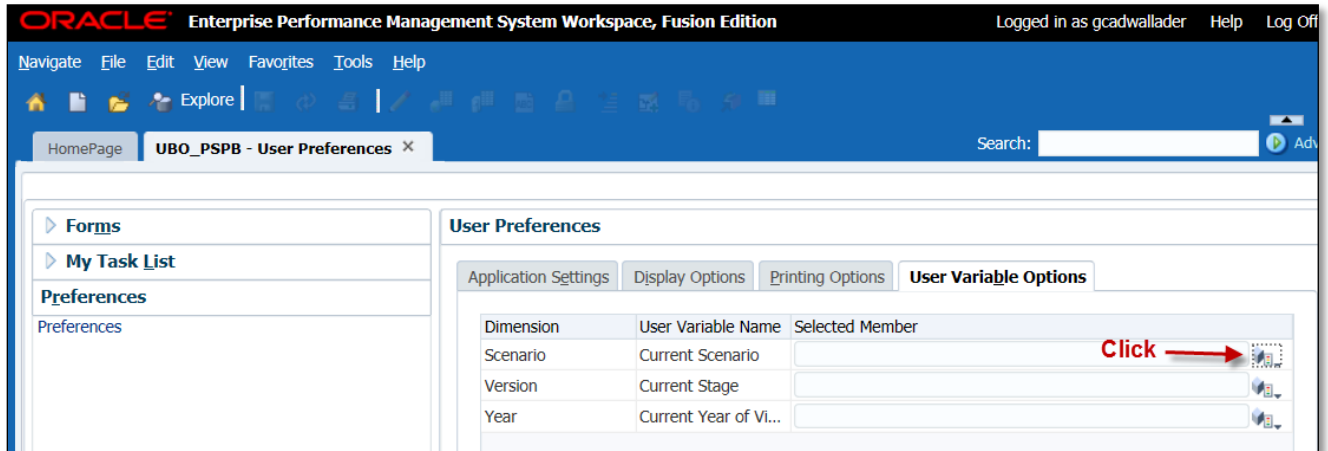 ORACLE Enterprise Performance Management System Workspace, Fusion Edition Logged in as gcadwallader Help Log Off
Navigate File Edit View Favorites Tools Help
Explore
HomePage UBO_PSPB - User Preferences × Search: Adv
Forms
My Task List
Preferences
Preferences
User Preferences
Application Settings Display Options Printing Options User Variable Options
Dimension User Variable Name Selected Member
Scenario Current Scenario Click
Version Current Stage
Year Current Year of Vi...